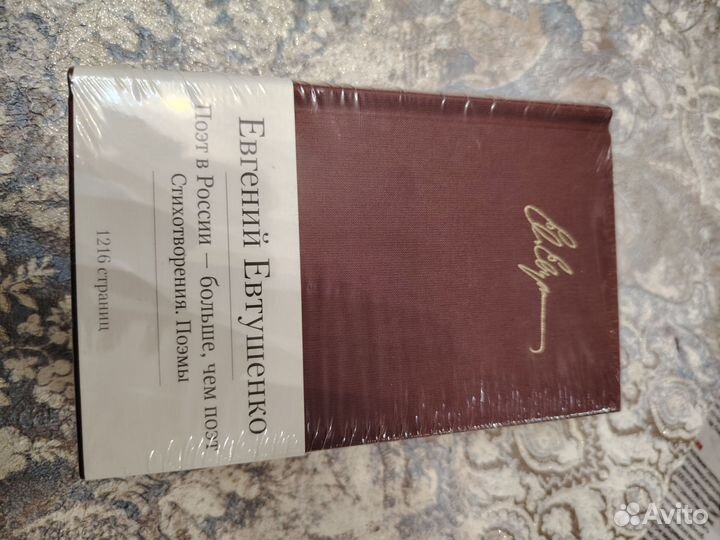 Евгений Евтушенко
Поэт в России — больше, чем поэт
Стихотворения. Поэмы
1216 страниц
Avito